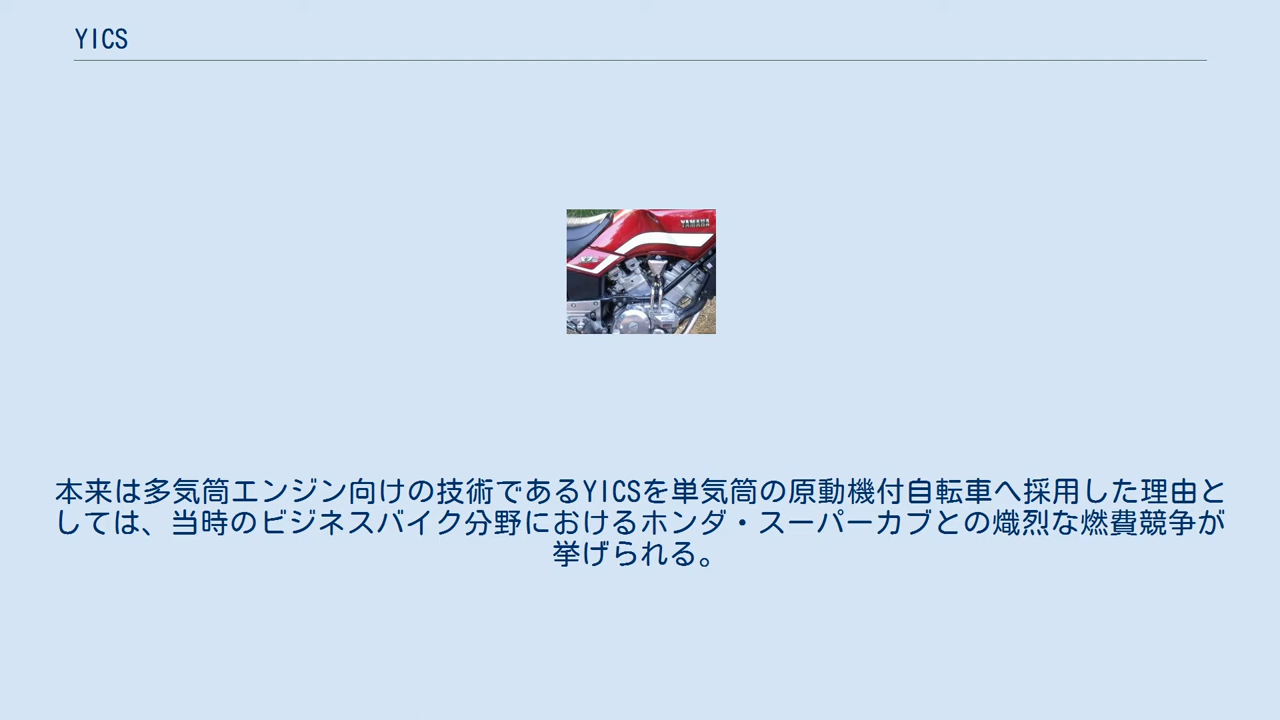 YICS
YAMAHA
本来は多気筒エンジン向けの技術であるYICSを単気筒の原動機付自転車へ採用した理由と
しては、当時のビジネスバイク分野におけるホンダ・スーパーカブとの熾烈な燃費競争が
挙げられる。